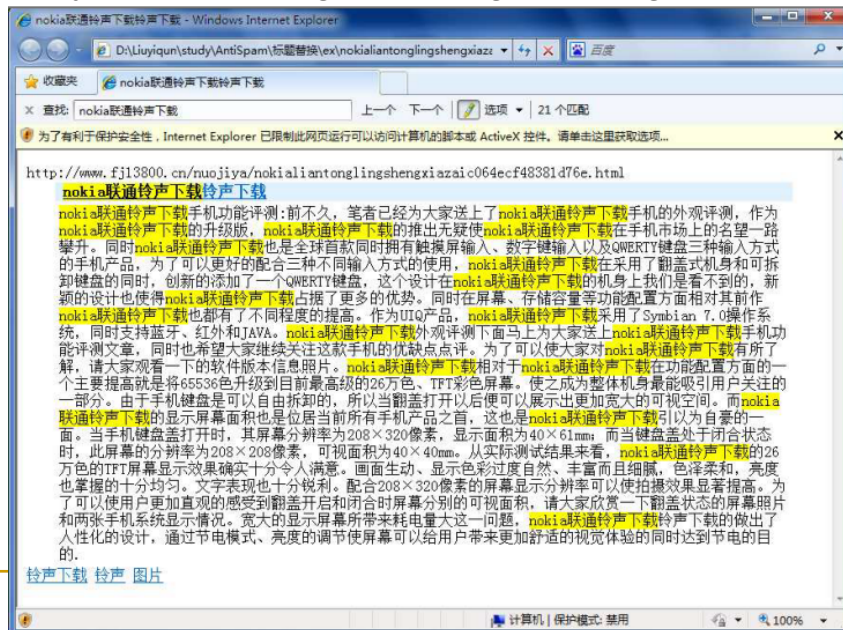 nokia联通铃声下载铃声下载 - Windows Internet Explorer
D:\Liuyiqun\study\AntiSpam\标题替换\ex\nokialiantonglingshengxiaza
百度
收藏夹 nokia联通铃声下载铃声下载
× 查找: nokia联通铃声下载 上一个 下一个 选项 21 个匹配
为了有利于保护安全性，Internet Explorer 已限制此网页运行可以访问计算机的脚本或 ActiveX 控件。请单击这里获取选项...
http://www.fj13800.cn/nuojiya/nokialiantonglingshengxiazaic064ecf48381d76e.html
nokia联通铃声下载铃声下载
nokia联通铃声下载手机功能评测:前不久，笔者已经为大家送上了nokia联通铃声下载手机的外观评测，作为
nokia联通铃声下载的升级版，nokia联通铃声下载的推出无疑使nokia联通铃声下载在手机市场上的名望一路
攀升。同时nokia联通铃声下载也是全球首款同时拥有触摸屏输入、数字键输入以及QWERTY键盘三种输入方式
的手机产品，为了可以更好的配合三种不同输入方式的使用，nokia联通铃声下载在采用了翻盖式机身和可拆
卸键盘的同时，创新的添加了一个QWERTY键盘，这个设计在nokia联通铃声下载的机身上我们是看不到的，新
颖的设计也使得nokia联通铃声下载占据了更多的优势。同时在屏幕、存储容量等功能配置方面相对其前作
nokia联通铃声下载也都有了不同程度的提高。作为UIQ产品，nokia联通铃声下载采用了Symbian 7.0操作系
统，同时支持蓝牙、红外和JAVA。nokia联通铃声下载外观评测下面马上为大家送上nokia联通铃声下载手机功
能评测文章，同时也希望大家继续关注这款手机的优缺点点评。为了可以使大家对nokia联通铃声下载有所了
解，请大家观看一下的软件版本信息照片。nokia联通铃声下载相对于nokia联通铃声下载在功能配置方面的一
个主要提高就是将65536色升级到目前最高级的26万色、TFT彩色屏幕。使之成为整体机身最能吸引用户关注的
一部分。由于手机键盘是可以自由拆卸的，所以当翻盖打开以后便可以展示出更加宽大的可视空间。而nokia
联通铃声下载的显示屏幕面积也是位居当前所有手机产品之首，这也是nokia联通铃声下载引以为自豪的一
面。当手机键盘盖打开时，其屏幕分辨率为208×320像素，显示面积为40×61mm；而当键盘盖处于闭合状态
时，此屏幕的分辨率为208×208像素，可视面积为40×40mm。从实际测试结果来看，nokia联通铃声下载的26
万色的TFT屏幕显示效果确实十分令人满意。画面生动、显示色彩过度自然、丰富而且细腻，色泽柔和，亮度
也掌握的十分均匀。文字表现也十分锐利。配合208×320像素的屏幕显示分辨率可以使拍摄效果显著提高。为
了可以使用户更加直观的感受到翻盖开启和闭合时屏幕分别的可视面积，请大家欣赏一下翻盖状态的屏幕照片
和两张手机系统显示情况。宽大的显示屏幕所带来耗电量大这一问题，nokia联通铃声下载铃声下载的做出了
人性化的设计，通过节电模式、亮度的调节使屏幕可以给用户带来更加舒适的视觉体验的同时达到节电的目
的.
铃声下载 铃声 图片
计算机 | 保护模式: 禁用 100%